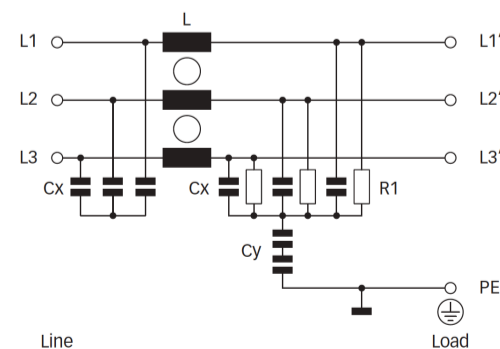 L
L1 L1'
L2 L2'
L3 L3'
Cx Cx R1
Cy
PE
Line Load